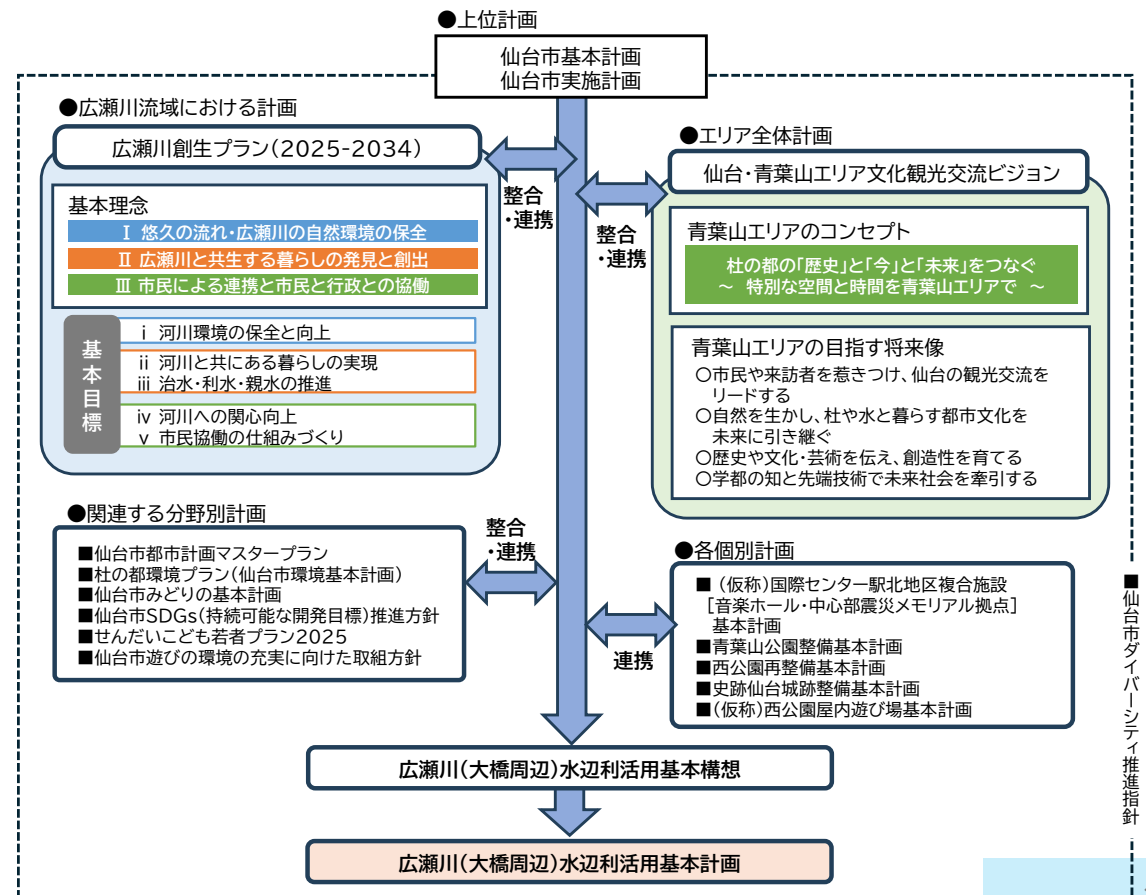 ●上位計画
仙台市基本計画
仙台市実施計画
●広瀬川流域における計画
広瀬川創生プラン(2025-2034)
基本理念
Ⅰ 悠久の流れ・広瀬川の自然環境の保全
Ⅱ 広瀬川と共生する暮らしの発見と創出
Ⅲ 市民による連携と市民と行政との協働
基本目標
ⅰ 河川環境の保全と向上
ⅱ 河川と共にある暮らしの実現
ⅲ 治水・利水・親水の推進
ⅳ 河川への関心向上
ⅴ 市民協働の仕組みづくり
整合
・連携
整合
・連携
●エリア全体計画
仙台・青葉山エリア文化観光交流ビジョン
青葉山エリアのコンセプト
杜の都の「歴史」と「今」と「未来」をつなぐ
～ 特別な空間と時間を青葉山エリアで ～
青葉山エリアの目指す将来像
○市民や来訪者を惹きつけ、仙台の観光交流を
リードする
○自然を生かし、杜や水と暮らす都市文化を
未来に引き継ぐ
○歴史や文化・芸術を伝え、創造性を育てる
○学都の知と先端技術で未来社会を牽引する
●関連する分野別計画
■仙台市都市計画マスタープラン
■杜の都環境プラン(仙台市環境基本計画)
■仙台市みどりの基本計画
■仙台市SDGs(持続可能な開発目標)推進方針
■せんだいこども若者プラン2025
■仙台市遊びの環境の充実に向けた取組方針
整合
・連携
●各個別計画
■ (仮称)国際センター駅北地区複合施設
[音楽ホール・中心部震災メモリアル拠点]
基本計画
■青葉山公園整備基本計画
■西公園再整備基本計画
■史跡仙台城跡整備基本計画
■(仮称)西公園屋内遊び場基本計画
連携
■仙台市ダイバーシティ推進指針
広瀬川(大橋周辺)水辺利活用基本構想
広瀬川(大橋周辺)水辺利活用基本計画